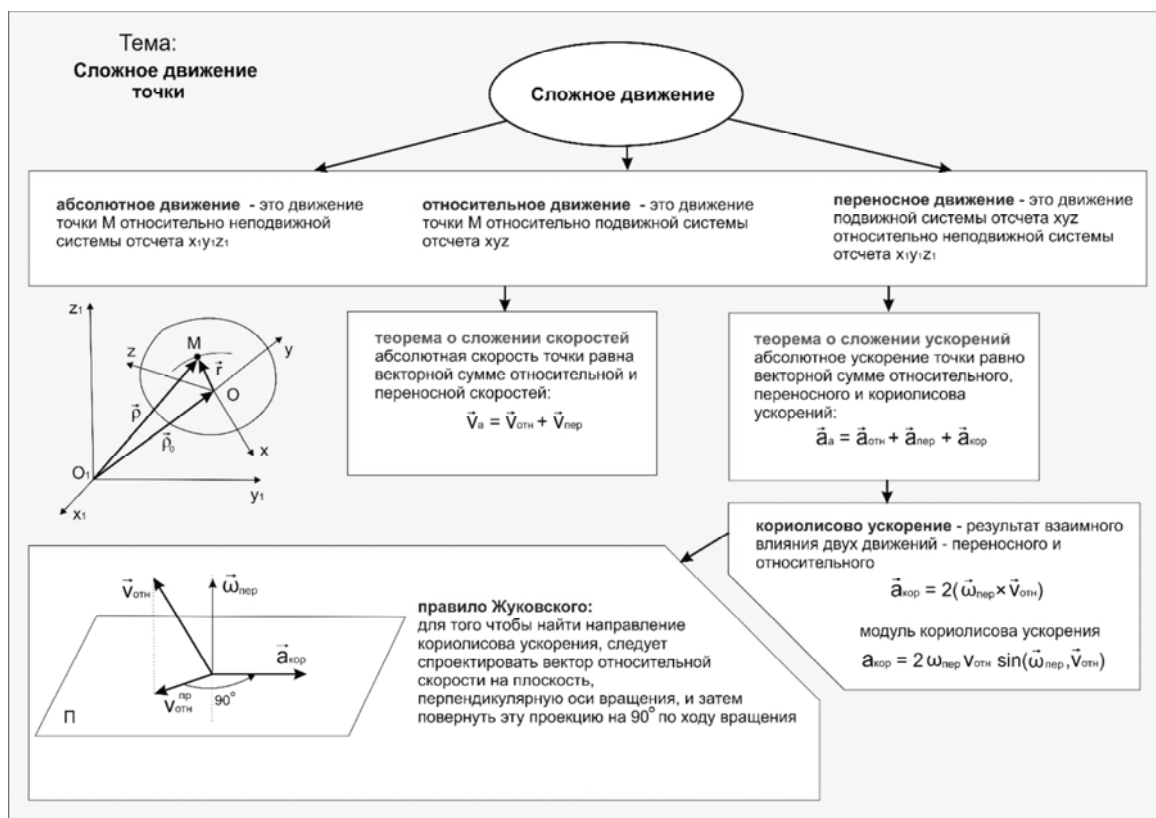 Тема:
Сложное движение
точки
Сложное движение
абсолютное движение - это движение
точки М относительно неподвижной
системы отсчета x₁y₁z₁
относительное движение - это движение
точки М относительно подвижной системы
отсчета xyz
переносное движение - это движение
подвижной системы отсчета xyz
относительно неподвижной системы
отсчета x₁y₁z₁
z₁
M
z
y
r⃗
O
ρ⃗
ρ⃗₀
x
O₁
y₁
x₁
теорема о сложении скоростей
абсолютная скорость точки равна
векторной сумме относительной и
переносной скоростей:
v⃗ₐ = v⃗отн + v⃗пер
теорема о сложении ускорений
абсолютное ускорение точки равно
векторной сумме относительного,
переносного и кориолисова
ускорений:
a⃗ₐ = a⃗отн + a⃗пер + a⃗кор
кориолисово ускорение - результат взаимного
влияния двух движений - переносного и
относительного
a⃗кор = 2(ω⃗пер × v⃗отн)
модуль кориолисова ускорения
aкор = 2 ωпер vотн sin(ω⃗пер, v⃗отн)
v⃗отн
ω⃗пер
a⃗кор
v⃗отн пр
90°
П
правило Жуковского:
для того чтобы найти направление
кориолисова ускорения, следует
спроектировать вектор относительной
скорости на плоскость,
перпендикулярную оси вращения, и затем
повернуть эту проекцию на 90° по ходу вращения